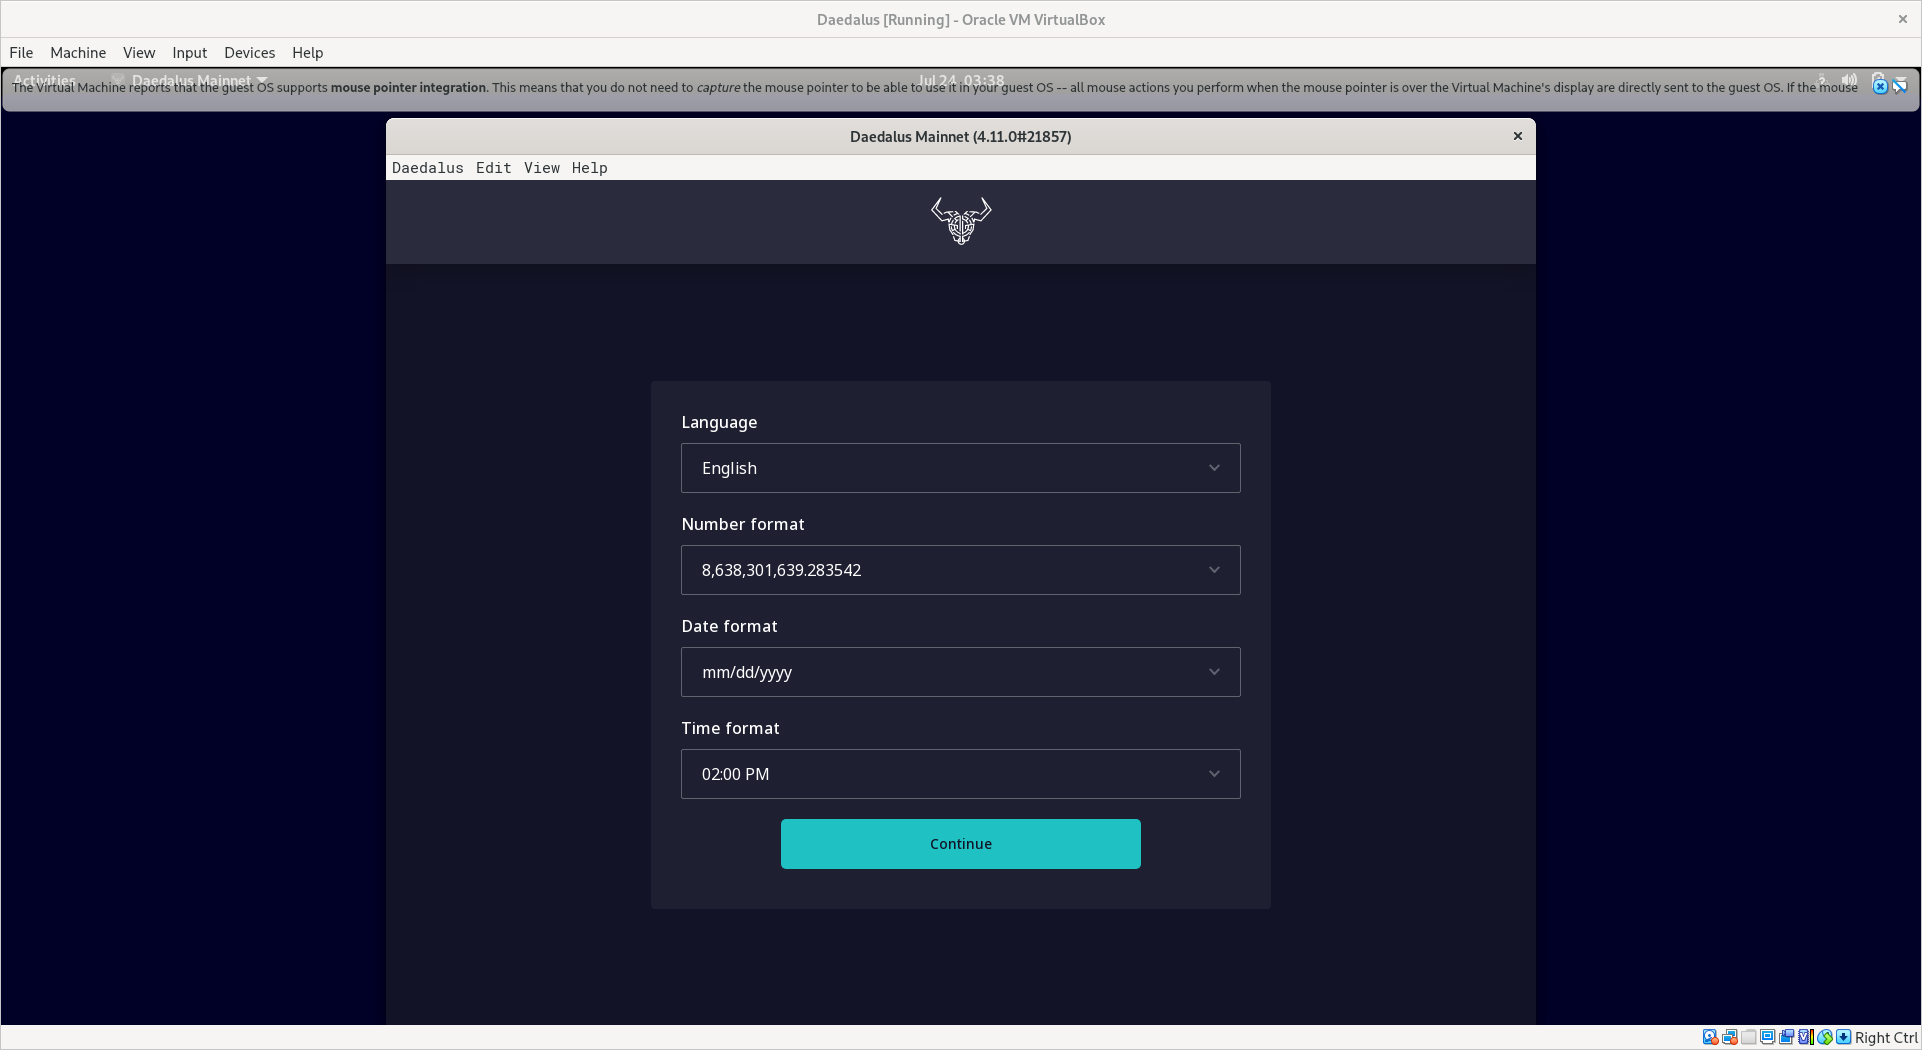 Daedalus [Running] - Oracle VM VirtualBox
File Machine View Input Devices Help
Activities Daedalus Mainnet Jul 24 03:38
The Virtual Machine reports that the guest OS supports mouse pointer integration. This means that you do not need to capture the mouse pointer to be able to use it in your guest OS -- all mouse actions you perform when the mouse pointer is over the Virtual Machine's display are directly sent to the guest OS. If the mouse
Daedalus Mainnet (4.11.0#21857)
Daedalus Edit View Help
Language
English
Number format
8,638,301,639.283542
Date format
mm/dd/yyyy
Time format
02:00 PM
Continue
Right Ctrl